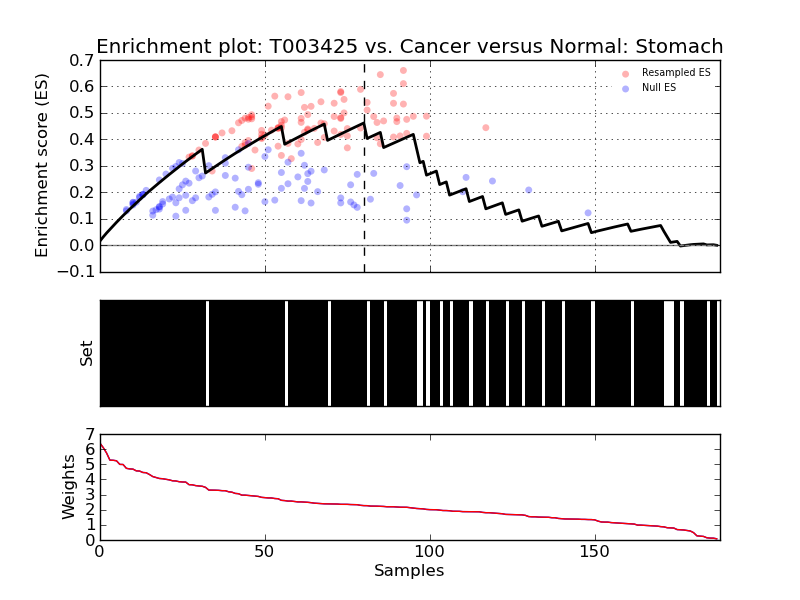 Enrichment plot: T003425 vs. Cancer versus Normal: Stomach
0.7
0.6
0.5
0.4
0.3
0.2
0.1
0.0
−0.1
Enrichment score (ES)
Resampled ES
Null ES
Set
7
6
5
4
3
2
1
0
Weights
0 50 100 150
Samples